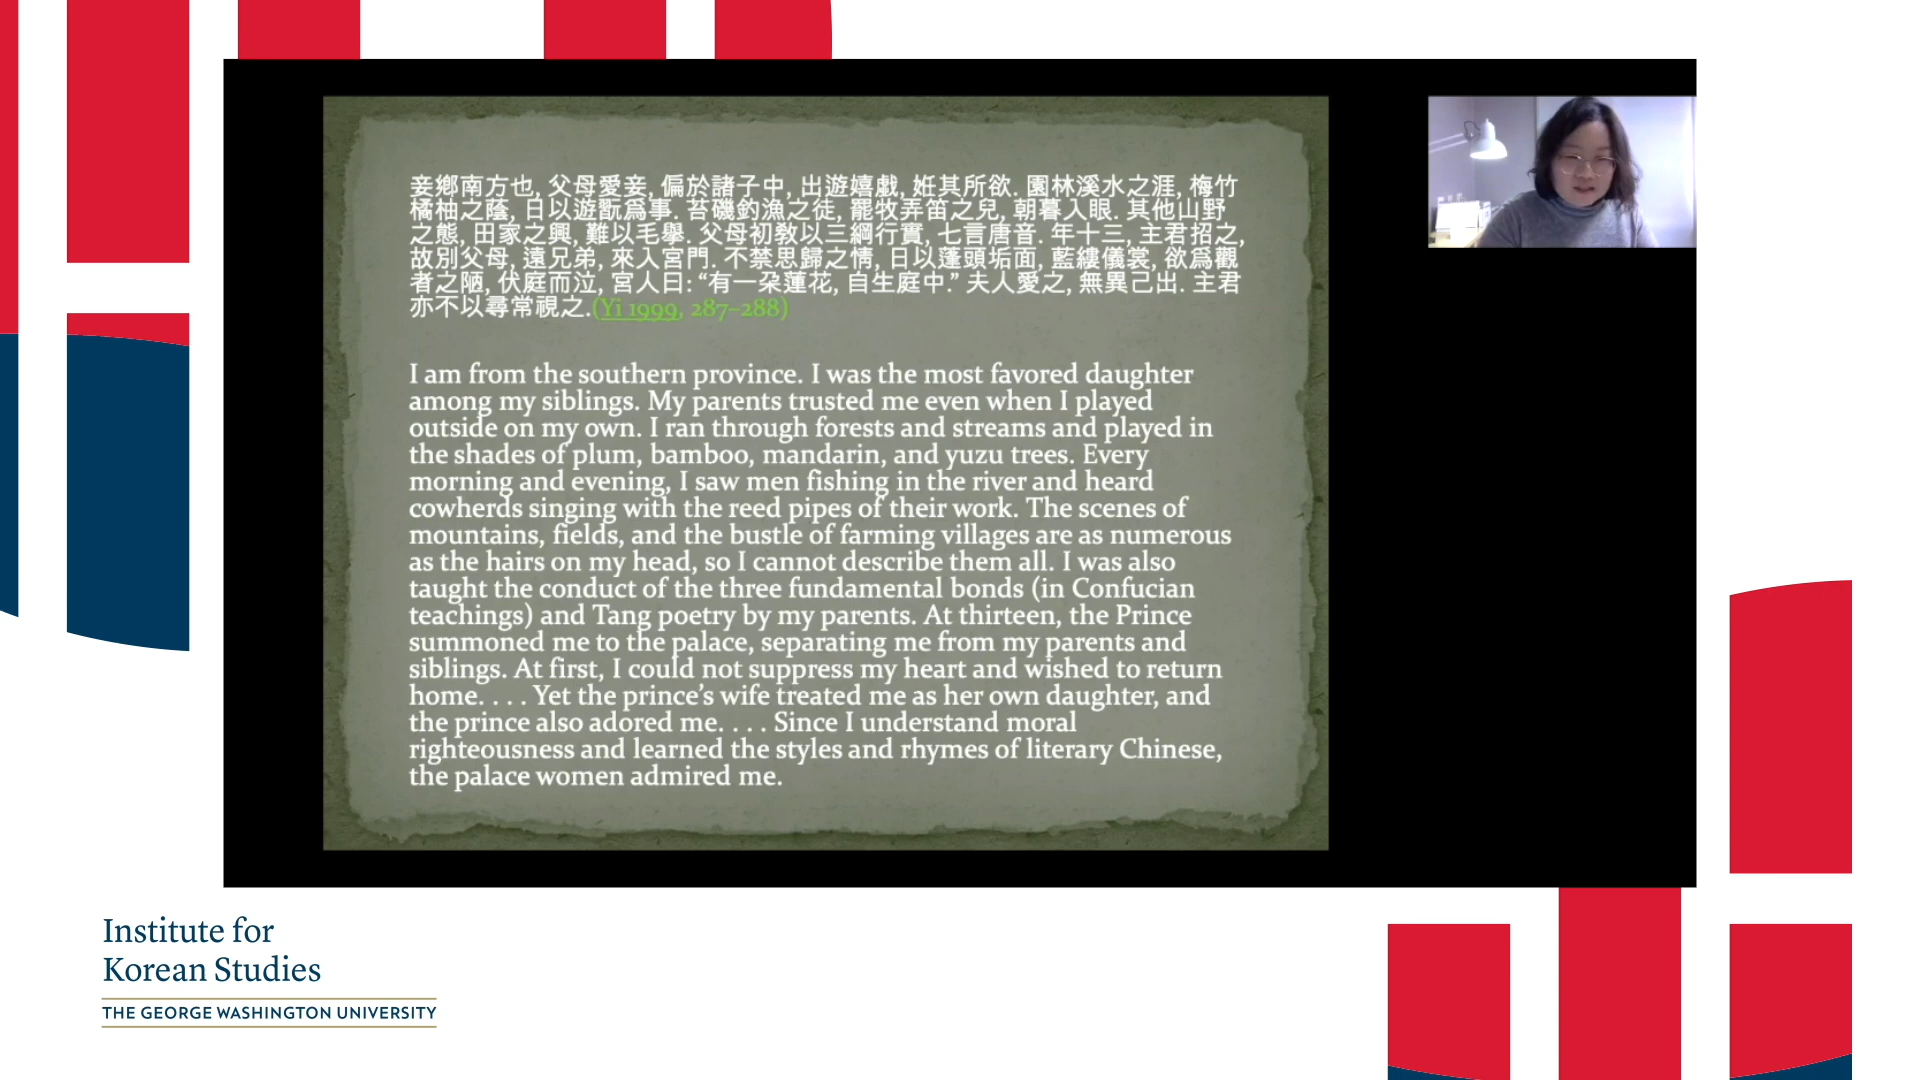 妾鄕南方也, 父母愛妾, 偏於諸子中, 出遊嬉戲, 姙其所欲. 園林溪水之涯, 梅竹
橘柚之蔭, 日以遊翫爲事. 苔磯釣漁之徒, 罷牧弄笛之兒, 朝暮入眼. 其他山野
之態, 田家之興, 難以毛擧. 父母初敎以三綱行實, 七言唐音. 年十三, 主君招之,
故別父母, 遠兄弟, 來入宮門. 不禁思歸之情, 日以蓬頭垢面, 藍縷儀裳, 欲爲觀
者之陋, 伏庭而泣, 宮人曰: “有一朶蓮花, 自生庭中.” 夫人愛之, 無異己出. 主君
亦不以尋常視之.(Yi 1999, 287–288)
I am from the southern province. I was the most favored daughter
among my siblings. My parents trusted me even when I played
outside on my own. I ran through forests and streams and played in
the shades of plum, bamboo, mandarin, and yuzu trees. Every
morning and evening, I saw men fishing in the river and heard
cowherds singing with the reed pipes of their work. The scenes of
mountains, fields, and the bustle of farming villages are as numerous
as the hairs on my head, so I cannot describe them all. I was also
taught the conduct of the three fundamental bonds (in Confucian
teachings) and Tang poetry by my parents. At thirteen, the Prince
summoned me to the palace, separating me from my parents and
siblings. At first, I could not suppress my heart and wished to return
home. . . . Yet the prince’s wife treated me as her own daughter, and
the prince also adored me. . . . Since I understand moral
righteousness and learned the styles and rhymes of literary Chinese,
the palace women admired me.
Institute for
Korean Studies
THE GEORGE WASHINGTON UNIVERSITY